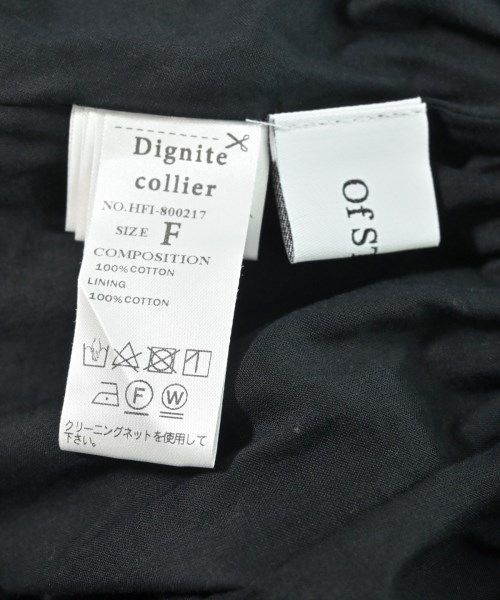 Dignite
collier
NO.HFI-800217
SIZE F
COMPOSITION
100%COTTON
LINING
100%COTTON
F W
クリーニングネットを使用して
下さい。
Of S